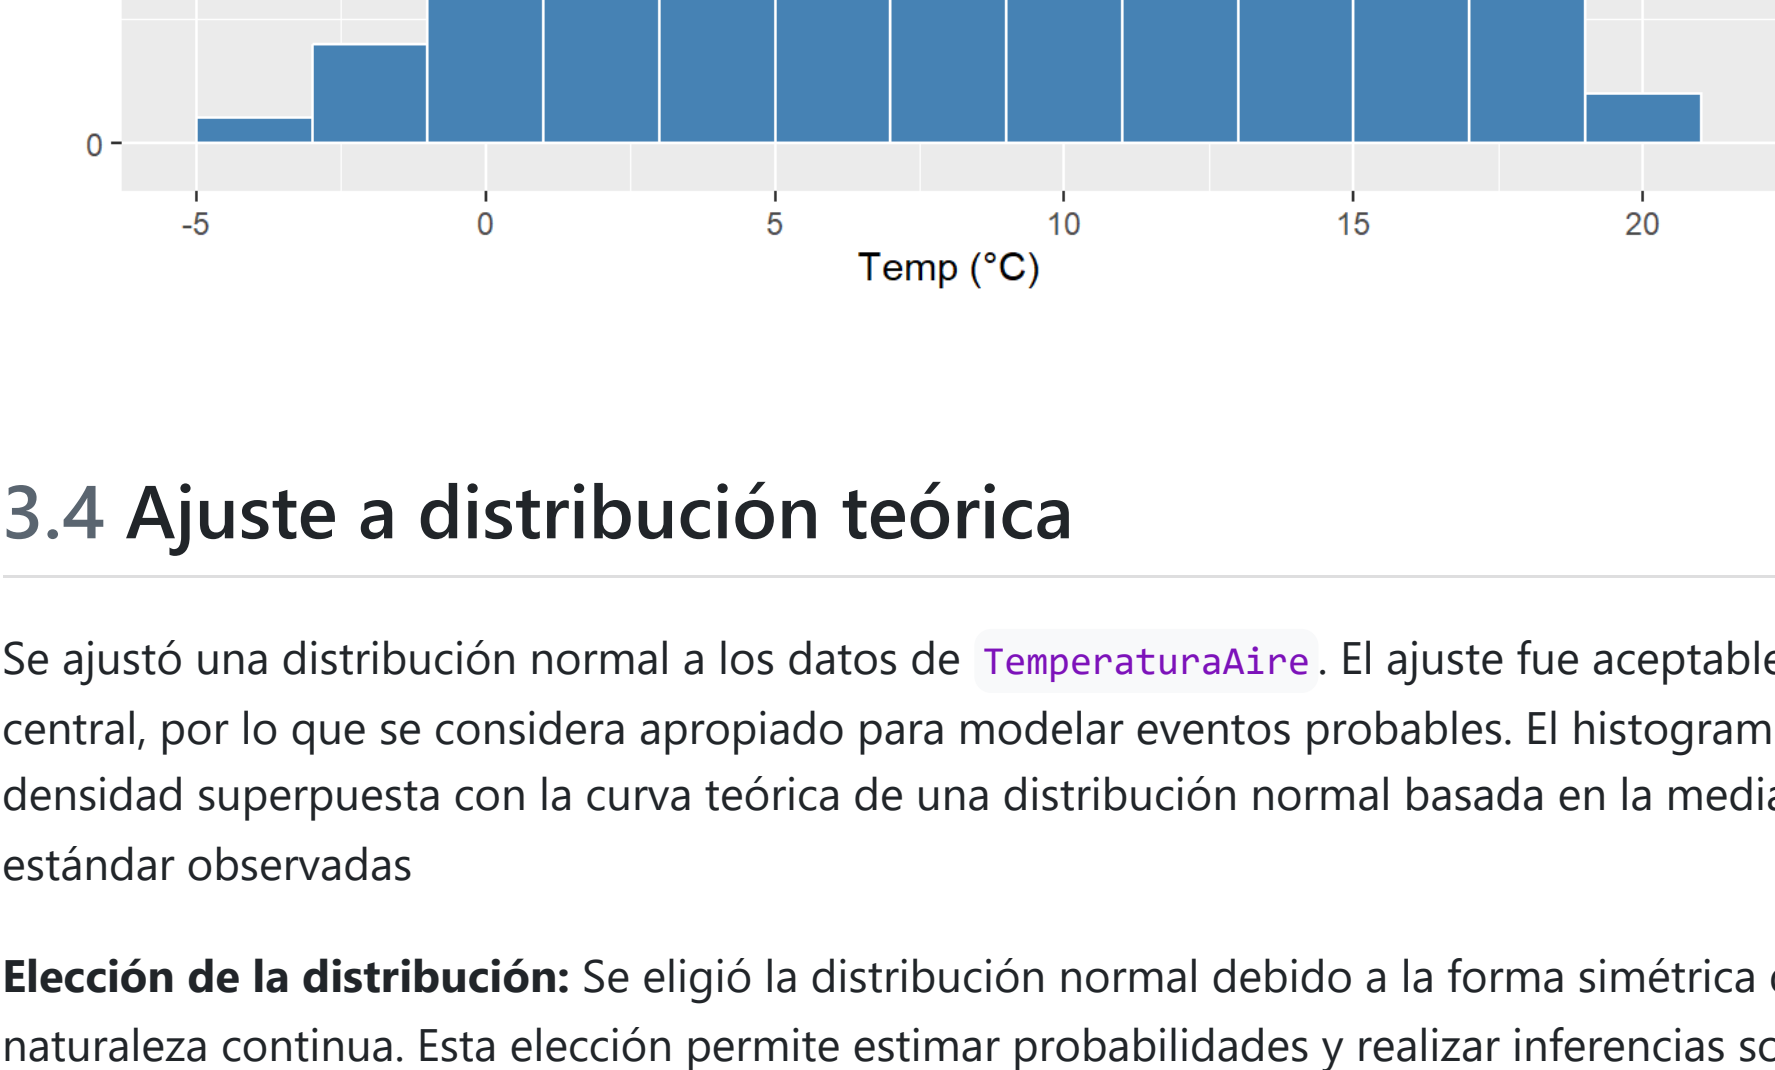 0
-5 0 5 10 15 20
Temp (°C)
3.4 Ajuste a distribución teórica
Se ajustó una distribución normal a los datos de TemperaturaAire. El ajuste fue aceptable
central, por lo que se considera apropiado para modelar eventos probables. El histogram
densidad superpuesta con la curva teórica de una distribución normal basada en la media
estándar observadas
Elección de la distribución: Se eligió la distribución normal debido a la forma simétrica
naturaleza continua. Esta elección permite estimar probabilidades y realizar inferencias so